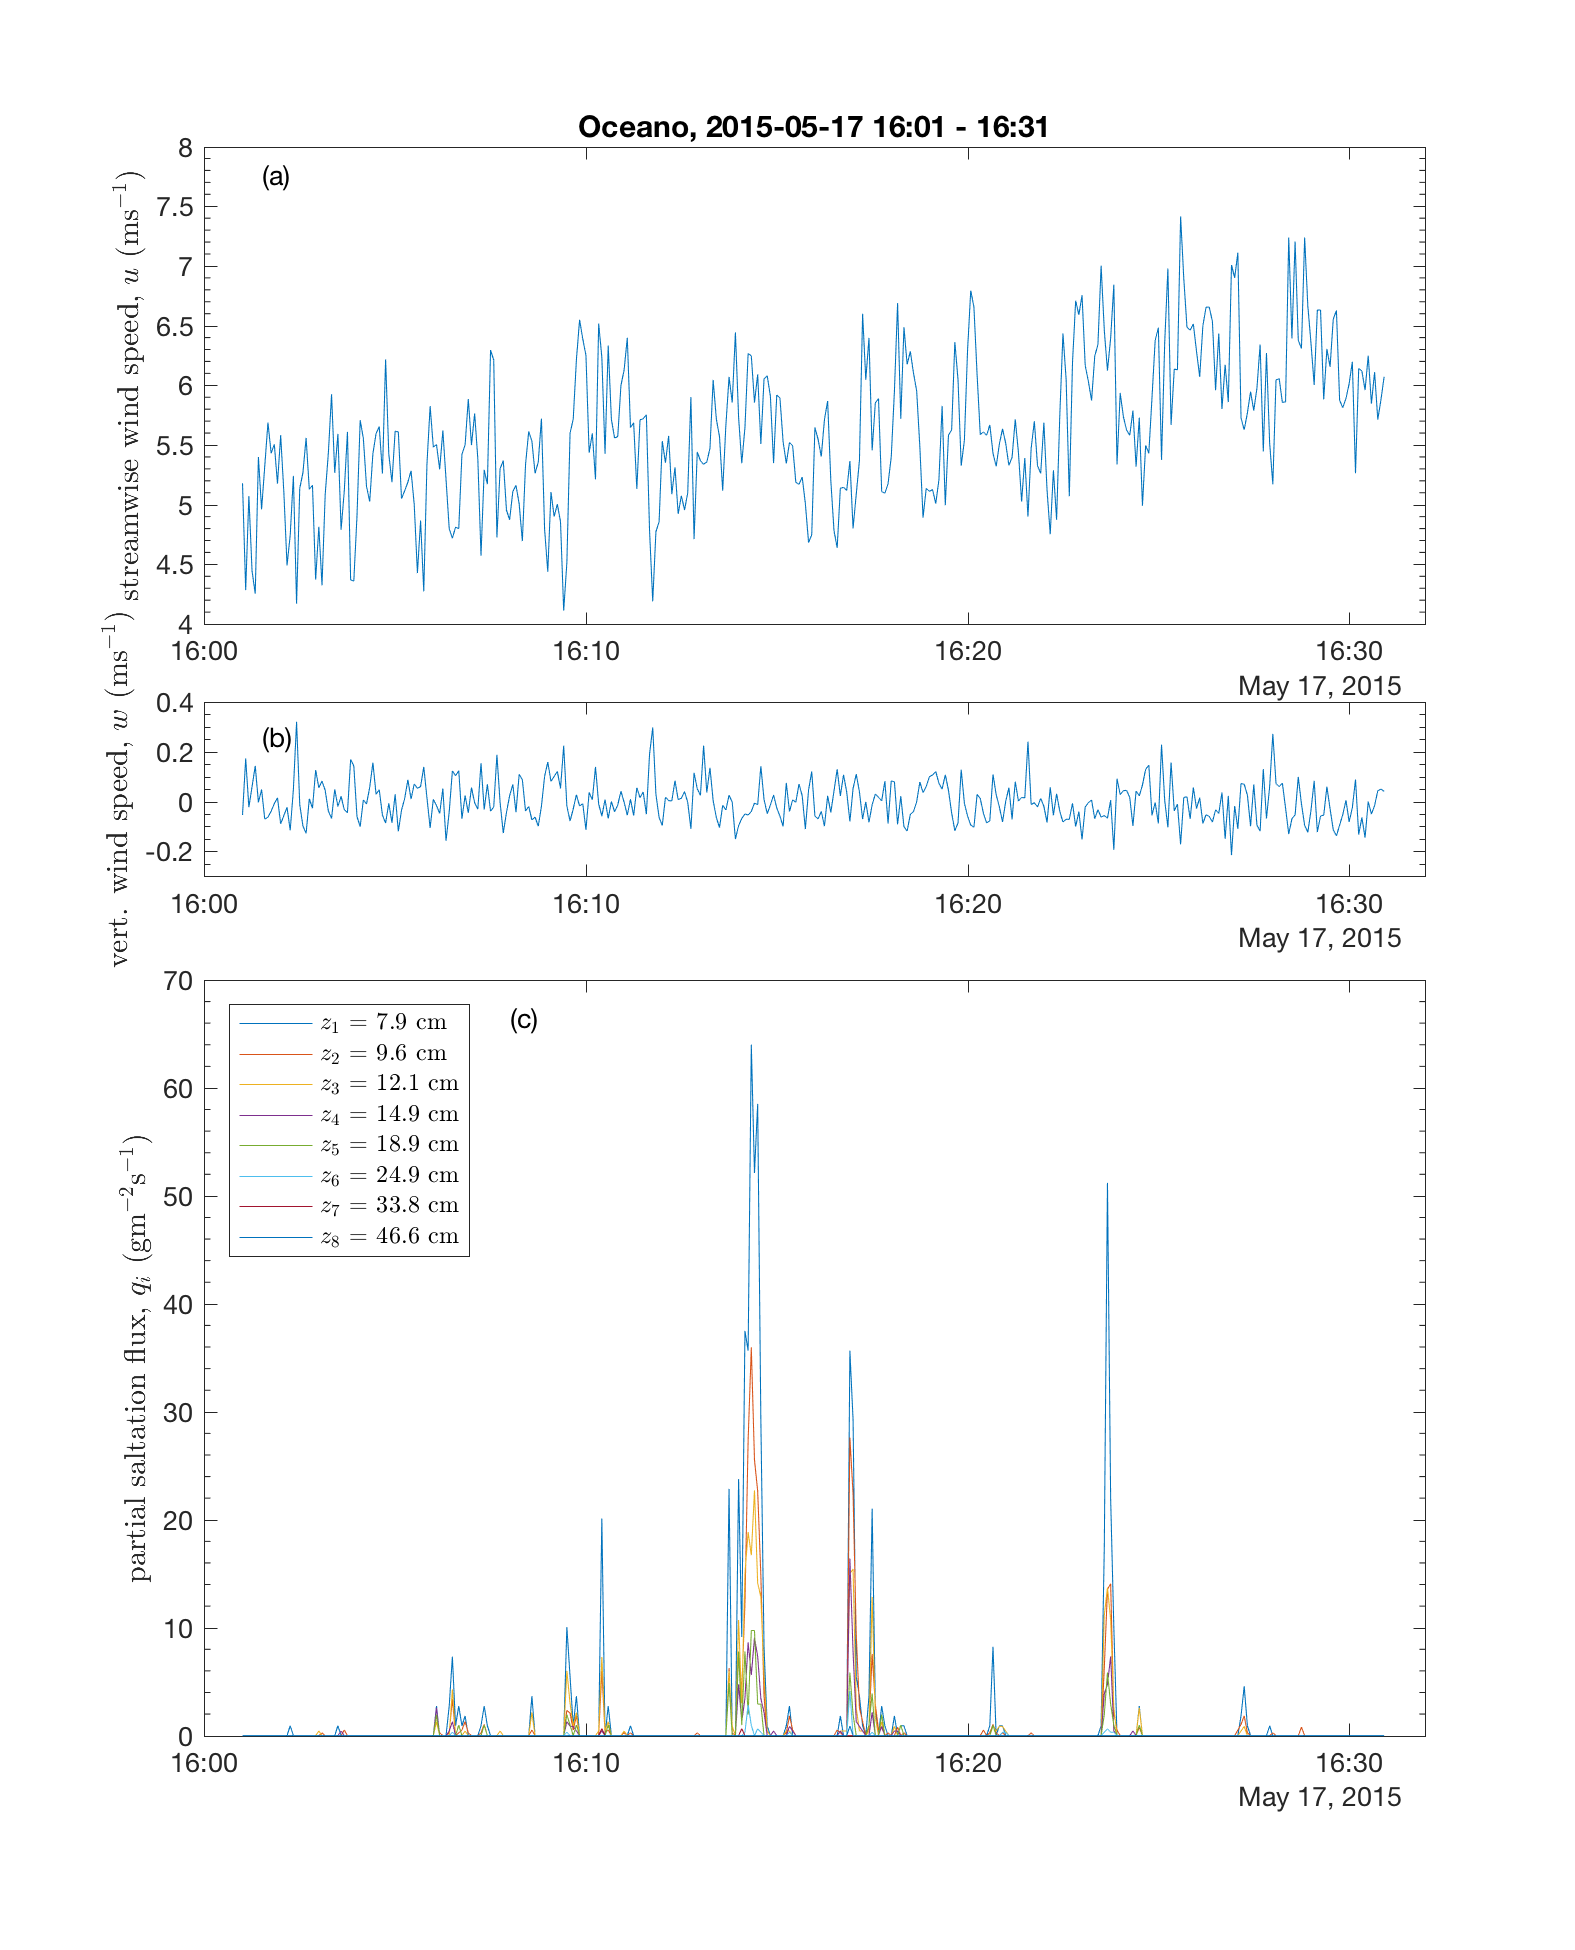 Oceano, 2015-05-17 16:01 - 16:31
(a)
streamwise wind speed, u (ms⁻¹)
8
7.5
7
6.5
6
5.5
5
4.5
4
16:00 16:10 16:20 16:30
May 17, 2015
(b)
vert. wind speed, w (ms⁻¹)
0.4
0.2
0
-0.2
16:00 16:10 16:20 16:30
May 17, 2015
(c)
partial saltation flux, qᵢ (gm⁻²s⁻¹)
70
60
50
40
30
20
10
0
z₁ = 7.9 cm
z₂ = 9.6 cm
z₃ = 12.1 cm
z₄ = 14.9 cm
z₅ = 18.9 cm
z₆ = 24.9 cm
z₇ = 33.8 cm
z₈ = 46.6 cm
16:00 16:10 16:20 16:30
May 17, 2015